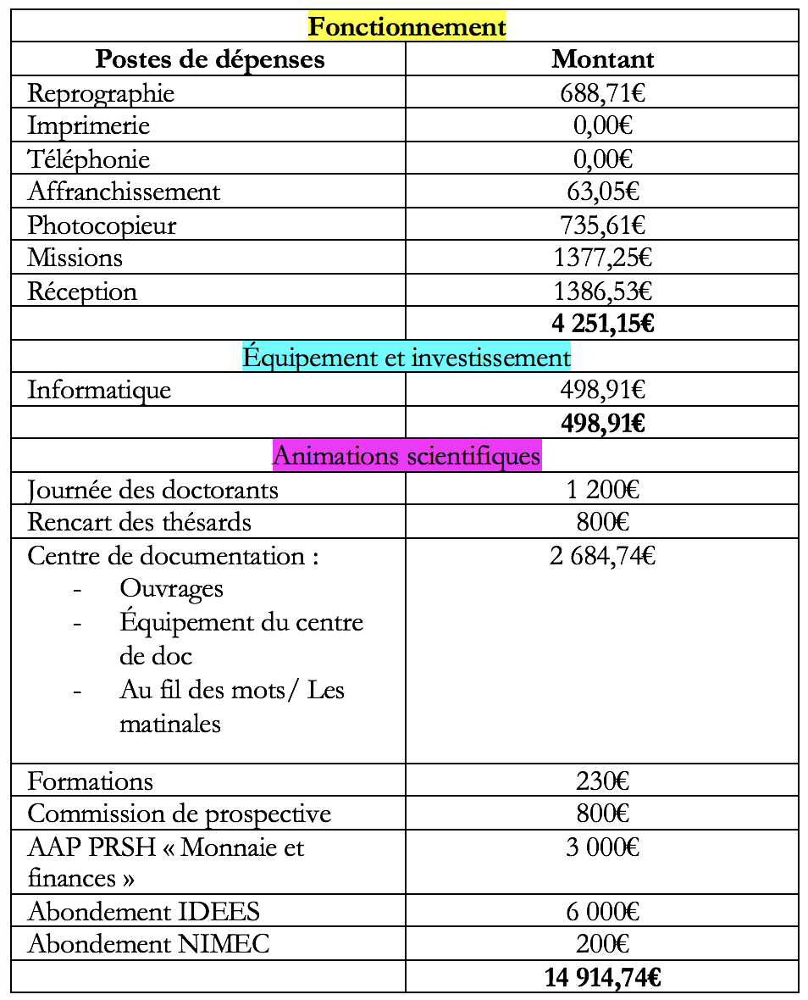 Fonctionnement
Postes de dépenses Montant
Reprographie 688,71€
Imprimerie 0,00€
Téléphonie 0,00€
Affranchissement 63,05€
Photocopieur 735,61€
Missions 1377,25€
Réception 1386,53€
4 251,15€
Équipement et investissement
Informatique 498,91€
498,91€
Animations scientifiques
Journée des doctorants 1 200€
Rencart des thésards 800€
Centre de documentation : 2 684,74€
- Ouvrages
- Équipement du centre
de doc
- Au fil des mots/ Les
matinales
Formations 230€
Commission de prospective 800€
AAP PRSH « Monnaie et 3 000€
finances »
Abondement IDEES 6 000€
Abondement NIMEC 200€
14 914,74€